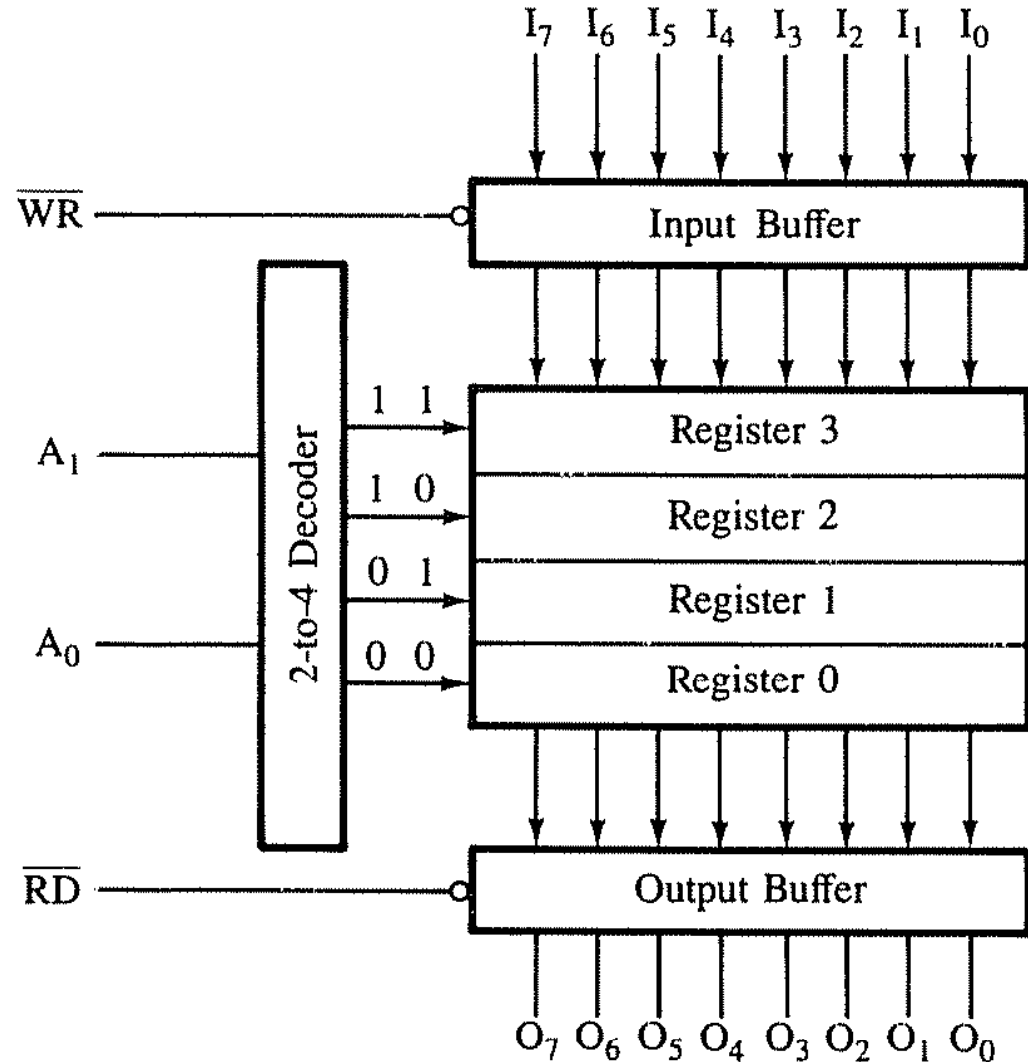 I₇ I₆ I₅ I₄ I₃ I₂ I₁ I₀
W̅R̅
Input Buffer
2-to-4 Decoder
A₁
A₀
1 1
1 0
0 1
0 0
Register 3
Register 2
Register 1
Register 0
R̅D̅
Output Buffer
O₇ O₆ O₅ O₄ O₃ O₂ O₁ O₀